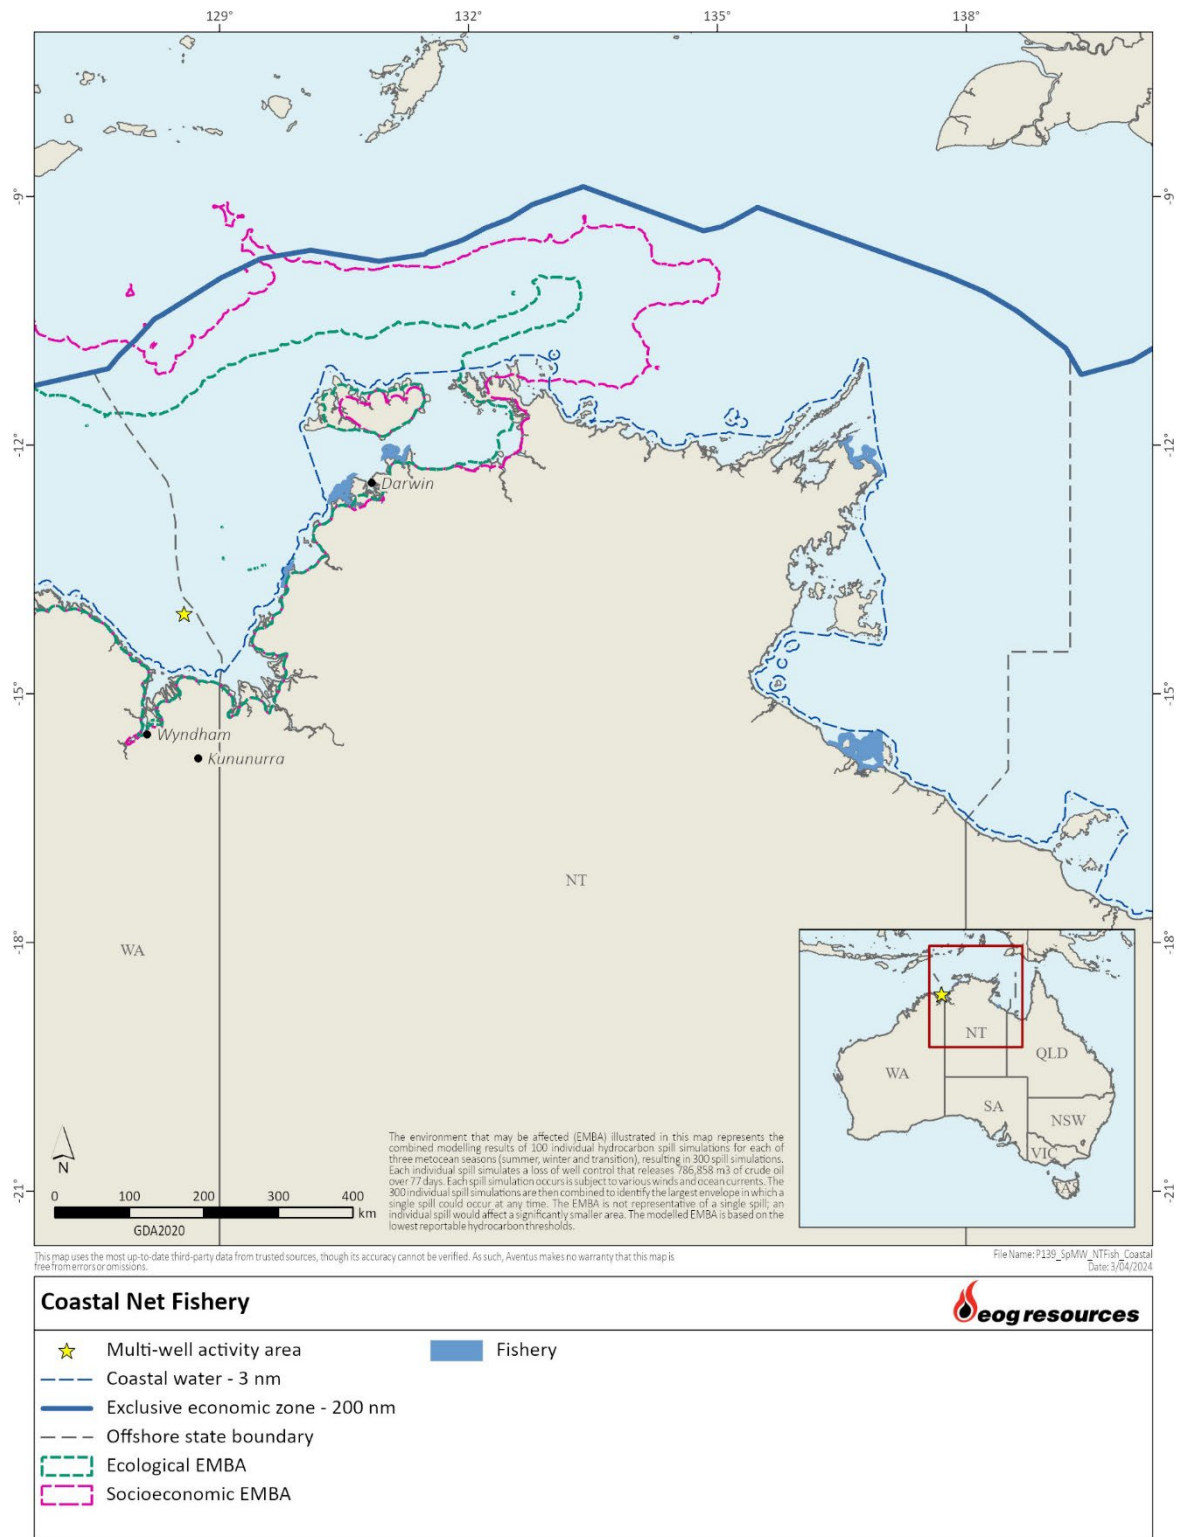 129°
132°
135°
138°
-9°
-9°
-12°
-12°
Darwin
-15°
-15°
Wyndham
Kununurra
NT
WA
-18°
-18°
NT
QLD
WA
SA
NSW
VIC
The environment that may be affected (EMBA) illustrated in this map represents the
combined modelling results of 100 individual hydrocarbon spill simulations for each of
three metocean seasons (summer, winter and transition), resulting in 300 spill simulations.
Each individual spill simulates a loss of well control that releases 786,858 m3 of crude oil
over 77 days. Each spill simulation occurs is subject to various winds and ocean currents. The
300 individual spill simulations are then combined to identify the largest envelope in which a
single spill could occur at any time. The EMBA is not representative of a single spill; an
individual spill would affect a significantly smaller area. The modelled EMBA is based on the
lowest reportable hydrocarbon thresholds.
N
-21°
-21°
0 100 200 300 400
km
GDA2020
This map uses the most up-to-date third-party data from trusted sources, though its accuracy cannot be verified. As such, Aventus makes no warranty that this map is
free from errors or omissions.
File Name: P139_SpMW_NTFish_Coastal
Date: 3/04/2024
Coastal Net Fishery
eog resources
Multi-well activity area
Fishery
Coastal water - 3 nm
Exclusive economic zone - 200 nm
Offshore state boundary
Ecological EMBA
Socioeconomic EMBA